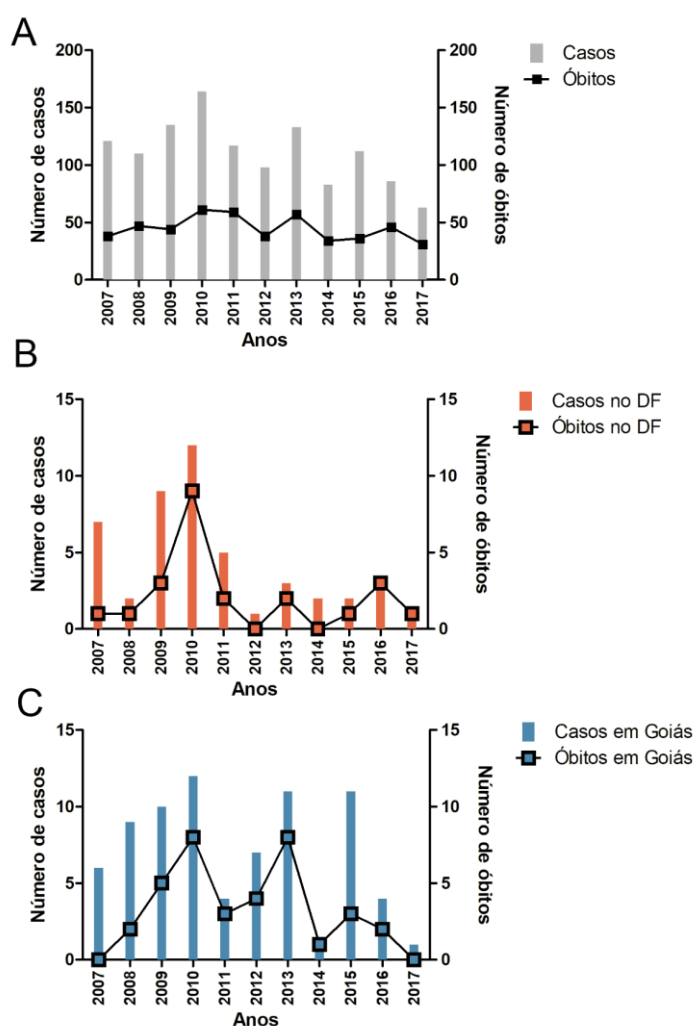 A
Número de casos
200
150
100
50
0
200
150
100
50
0
Número de óbitos
Casos
Óbitos
2007 2008 2009 2010 2011 2012 2013 2014 2015 2016 2017
Anos
B
Número de casos
15
10
5
0
15
10
5
0
Número de óbitos
Casos no DF
Óbitos no DF
2007 2008 2009 2010 2011 2012 2013 2014 2015 2016 2017
Anos
C
Número de casos
15
10
5
0
15
10
5
0
Número de óbitos
Casos em Goiás
Óbitos em Goiás
2007 2008 2009 2010 2011 2012 2013 2014 2015 2016 2017
Anos